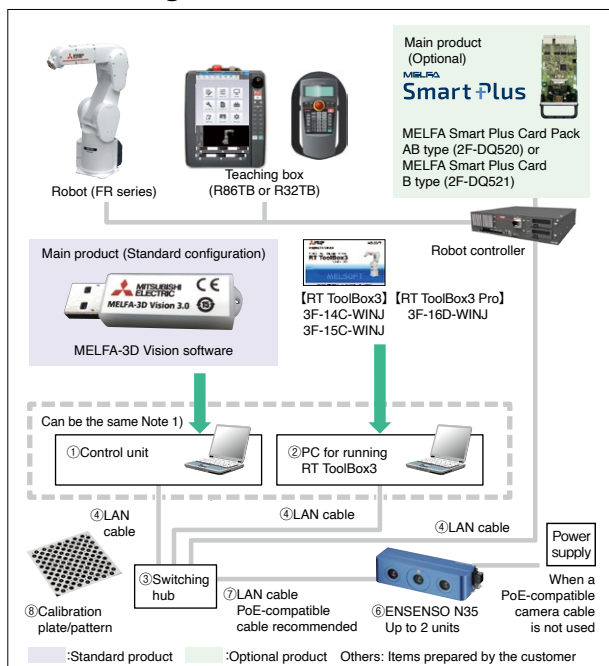 Main product
(Optional)
MELFA
Smart Plus
MELFA Smart Plus Card Pack
AB type (2F-DQ520) or
MELFA Smart Plus Card
B type (2F-DQ521)
Robot (FR series)
Teaching box
(R86TB or R32TB)
Robot controller
Main product (Standard configuration)
MITSUBISHI
ELECTRIC
CE
MELFA-3D Vision 3.0
15
MELFA-3D Vision software
RT ToolBox3
MELSOFT
【RT ToolBox3】
3F-14C-WINJ
3F-15C-WINJ
【RT ToolBox3 Pro】
3F-16D-WINJ
Can be the same Note 1)
①Control unit
②PC for running
RT ToolBox3
④LAN
cable
④LAN cable
④LAN cable
Power
supply
③Switching
hub
⑦LAN cable
PoE-compatible
cable recommended
⑥ENSENSO N35
Up to 2 units
When a
PoE-compatible
camera cable
is not used
⑧Calibration
plate/pattern
:Standard product
:Optional product
Others: Items prepared by the customer